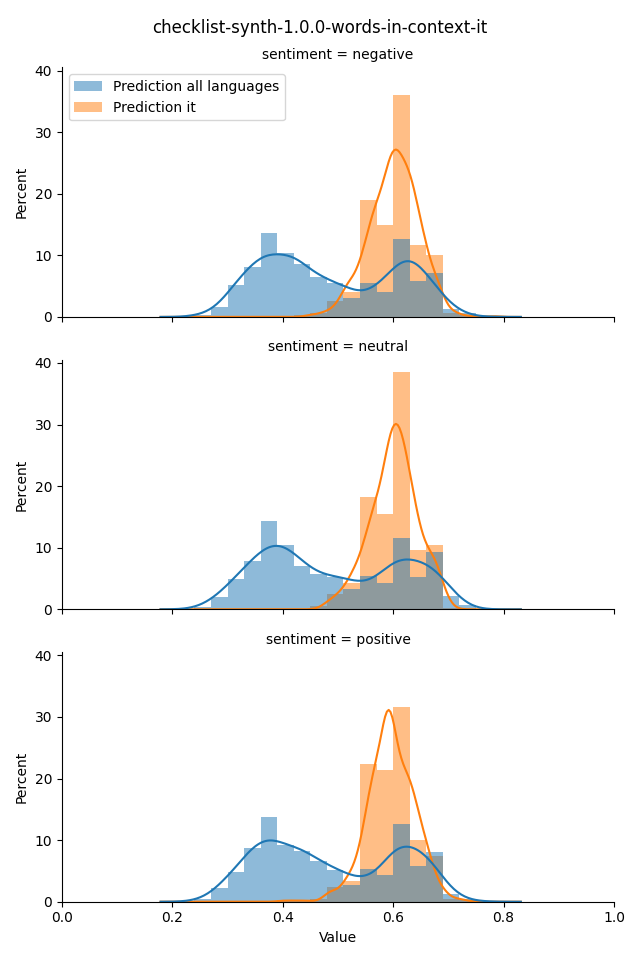 checklist-synth-1.0.0-words-in-context-it
sentiment = negative
Prediction all languages
Prediction it
Percent
40
30
20
10
0
sentiment = neutral
Percent
40
30
20
10
0
sentiment = positive
Percent
40
30
20
10
0
0.0 0.2 0.4 0.6 0.8 1.0
Value